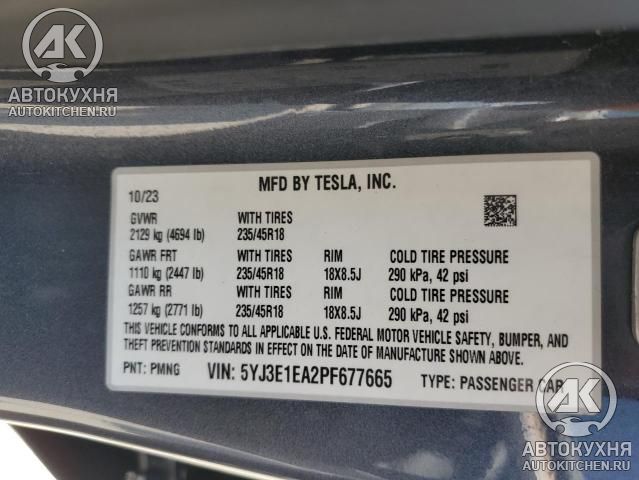 АК
АВТОКУХНЯ
AUTOKITCHEN.RU
MFD BY TESLA, INC.
10/23
GVWR WITH TIRES
2129 kg (4694 lb) 235/45R18
GAWR FRT WITH TIRES RIM COLD TIRE PRESSURE
1110 kg (2447 lb) 235/45R18 18X8.5J 290 kPa, 42 psi
GAWR RR WITH TIRES RIM COLD TIRE PRESSURE
1257 kg (2771 lb) 235/45R18 18X8.5J 290 kPa, 42 psi
THIS VEHICLE CONFORMS TO ALL APPLICABLE U.S. FEDERAL MOTOR VEHICLE SAFETY, BUMPER, AND
THEFT PREVENTION STANDARDS IN EFFECT ON THE DATE OF MANUFACTURE SHOWN ABOVE.
PNT: PMNG VIN: 5YJ3E1EA2PF677665 TYPE: PASSENGER CAR
АК
АВТОКУХНЯ
AUTOKITCHEN.RU